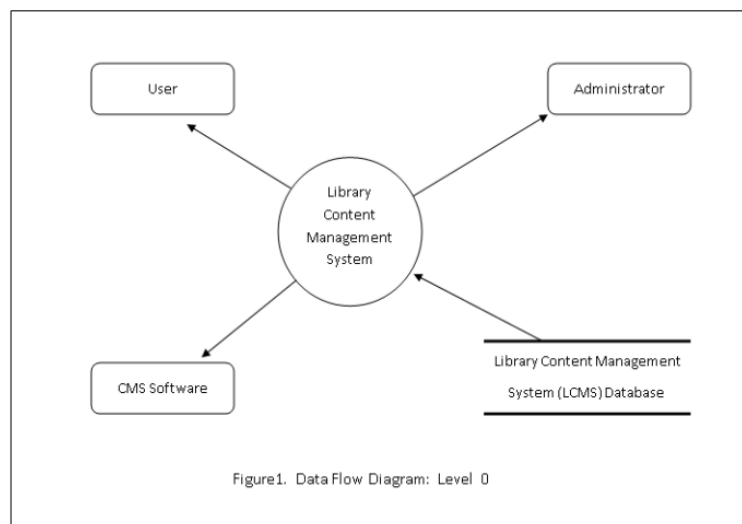 User
Administrator
Library
Content
Management
System
CMS Software
Library Content Management
System (LCMS) Database
Figure1. Data Flow Diagram: Level 0